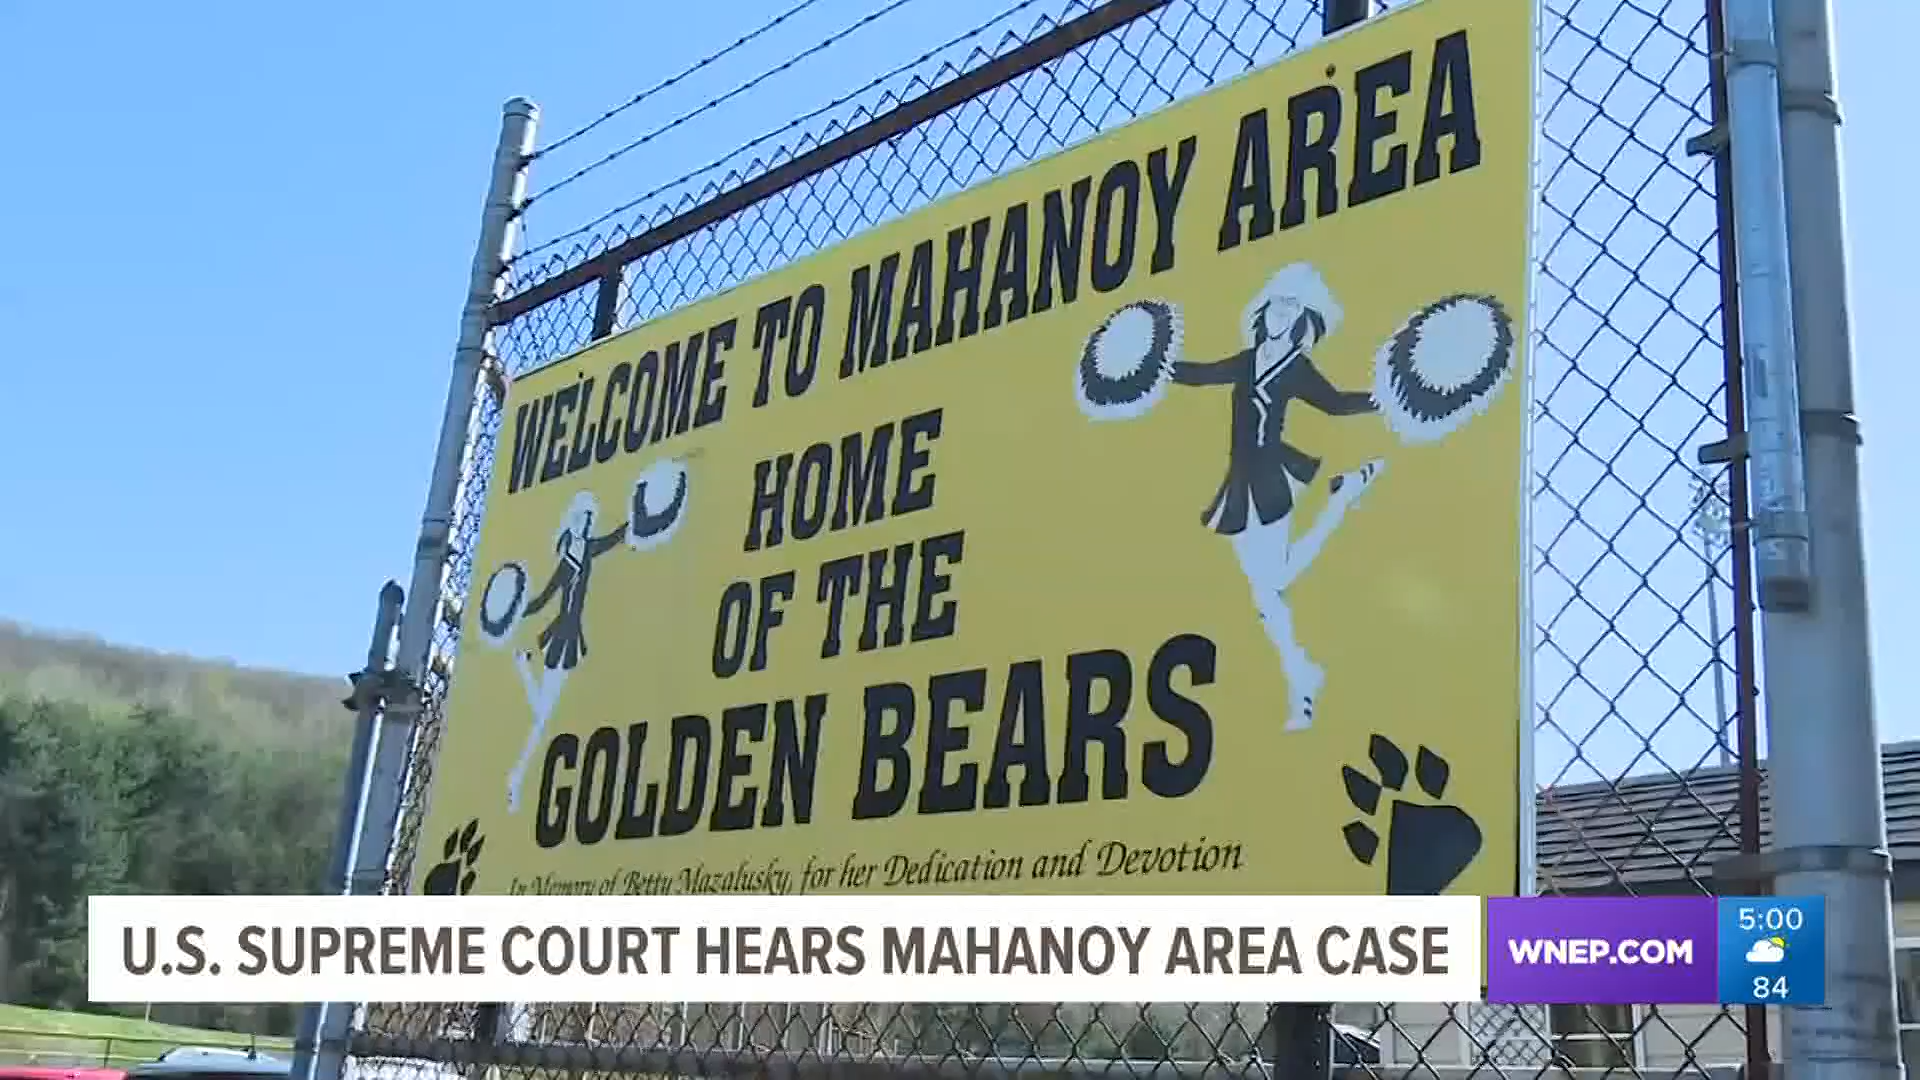 WELCOME TO MAHANOY AREA
HOME
OF THE
GOLDEN BEARS
In Memory of Betty Mazalusky, for her Dedication and Devotion
U.S. SUPREME COURT HEARS MAHANOY AREA CASE
WNEP.COM
5:00
84